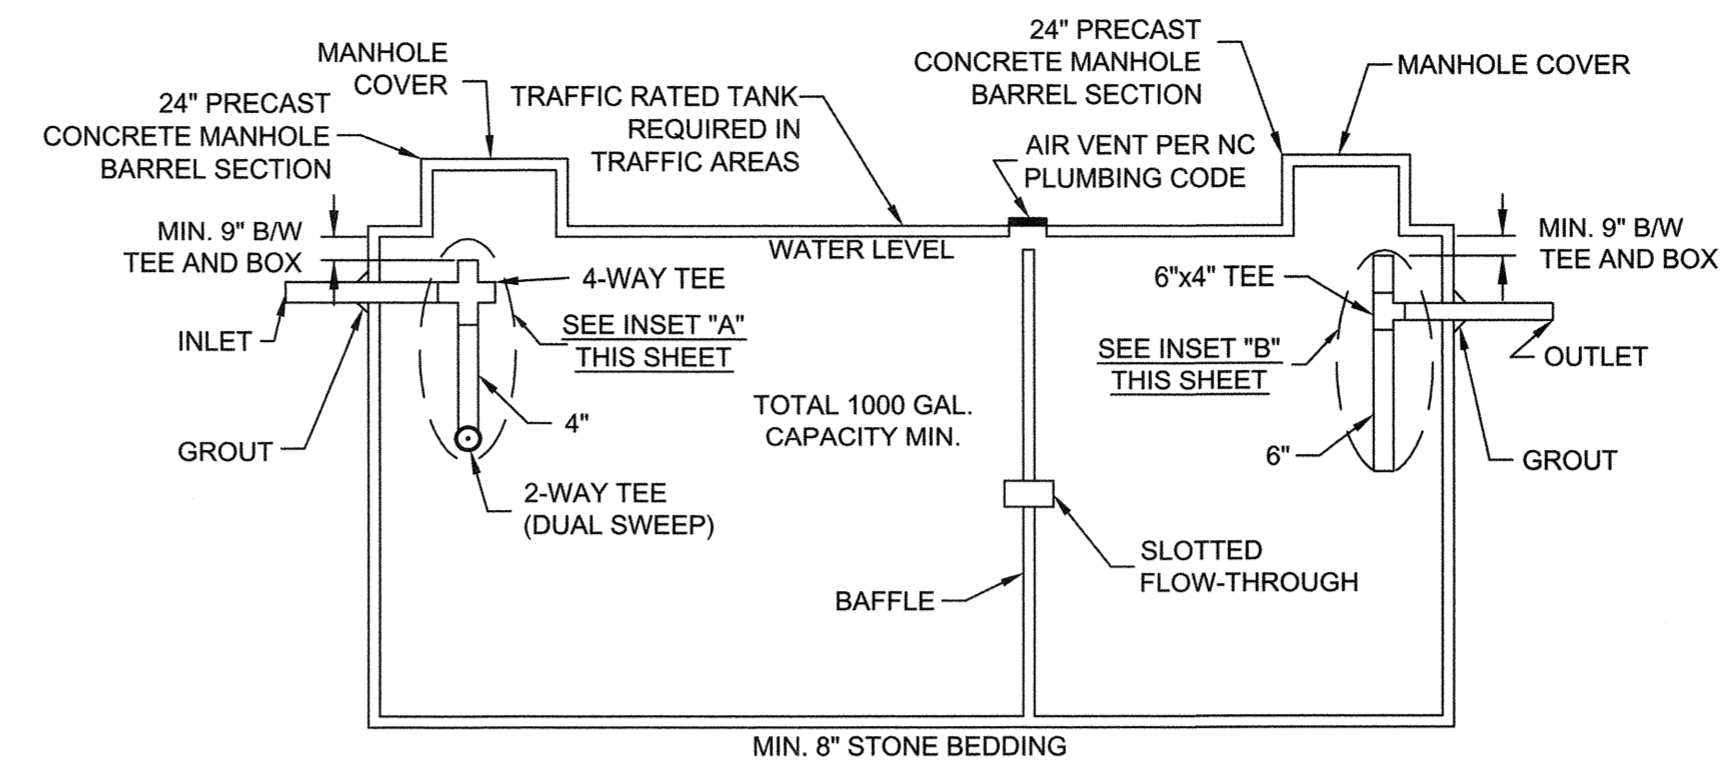 MANHOLE
COVER
24" PRECAST
CONCRETE MANHOLE
BARREL SECTION
TRAFFIC RATED TANK
REQUIRED IN
TRAFFIC AREAS
24" PRECAST
CONCRETE MANHOLE
BARREL SECTION
MANHOLE COVER
AIR VENT PER NC
PLUMBING CODE
MIN. 9" B/W
TEE AND BOX
WATER LEVEL
MIN. 9" B/W
TEE AND BOX
4-WAY TEE
6"x4" TEE
INLET
SEE INSET "A"
THIS SHEET
SEE INSET "B"
THIS SHEET
OUTLET
GROUT
4"
TOTAL 1000 GAL.
CAPACITY MIN.
6"
GROUT
2-WAY TEE
(DUAL SWEEP)
SLOTTED
FLOW-THROUGH
BAFFLE
MIN. 8" STONE BEDDING